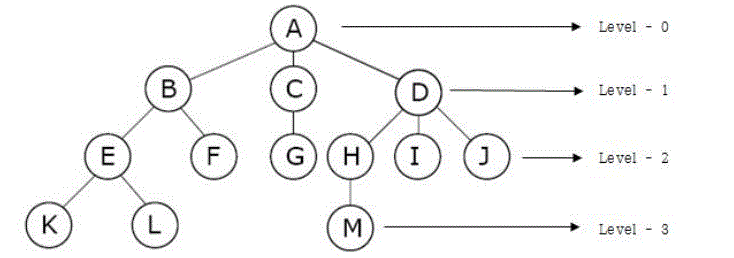 A Level - 0
B C D Level - 1
E F G H I J Level - 2
K L M Level - 3